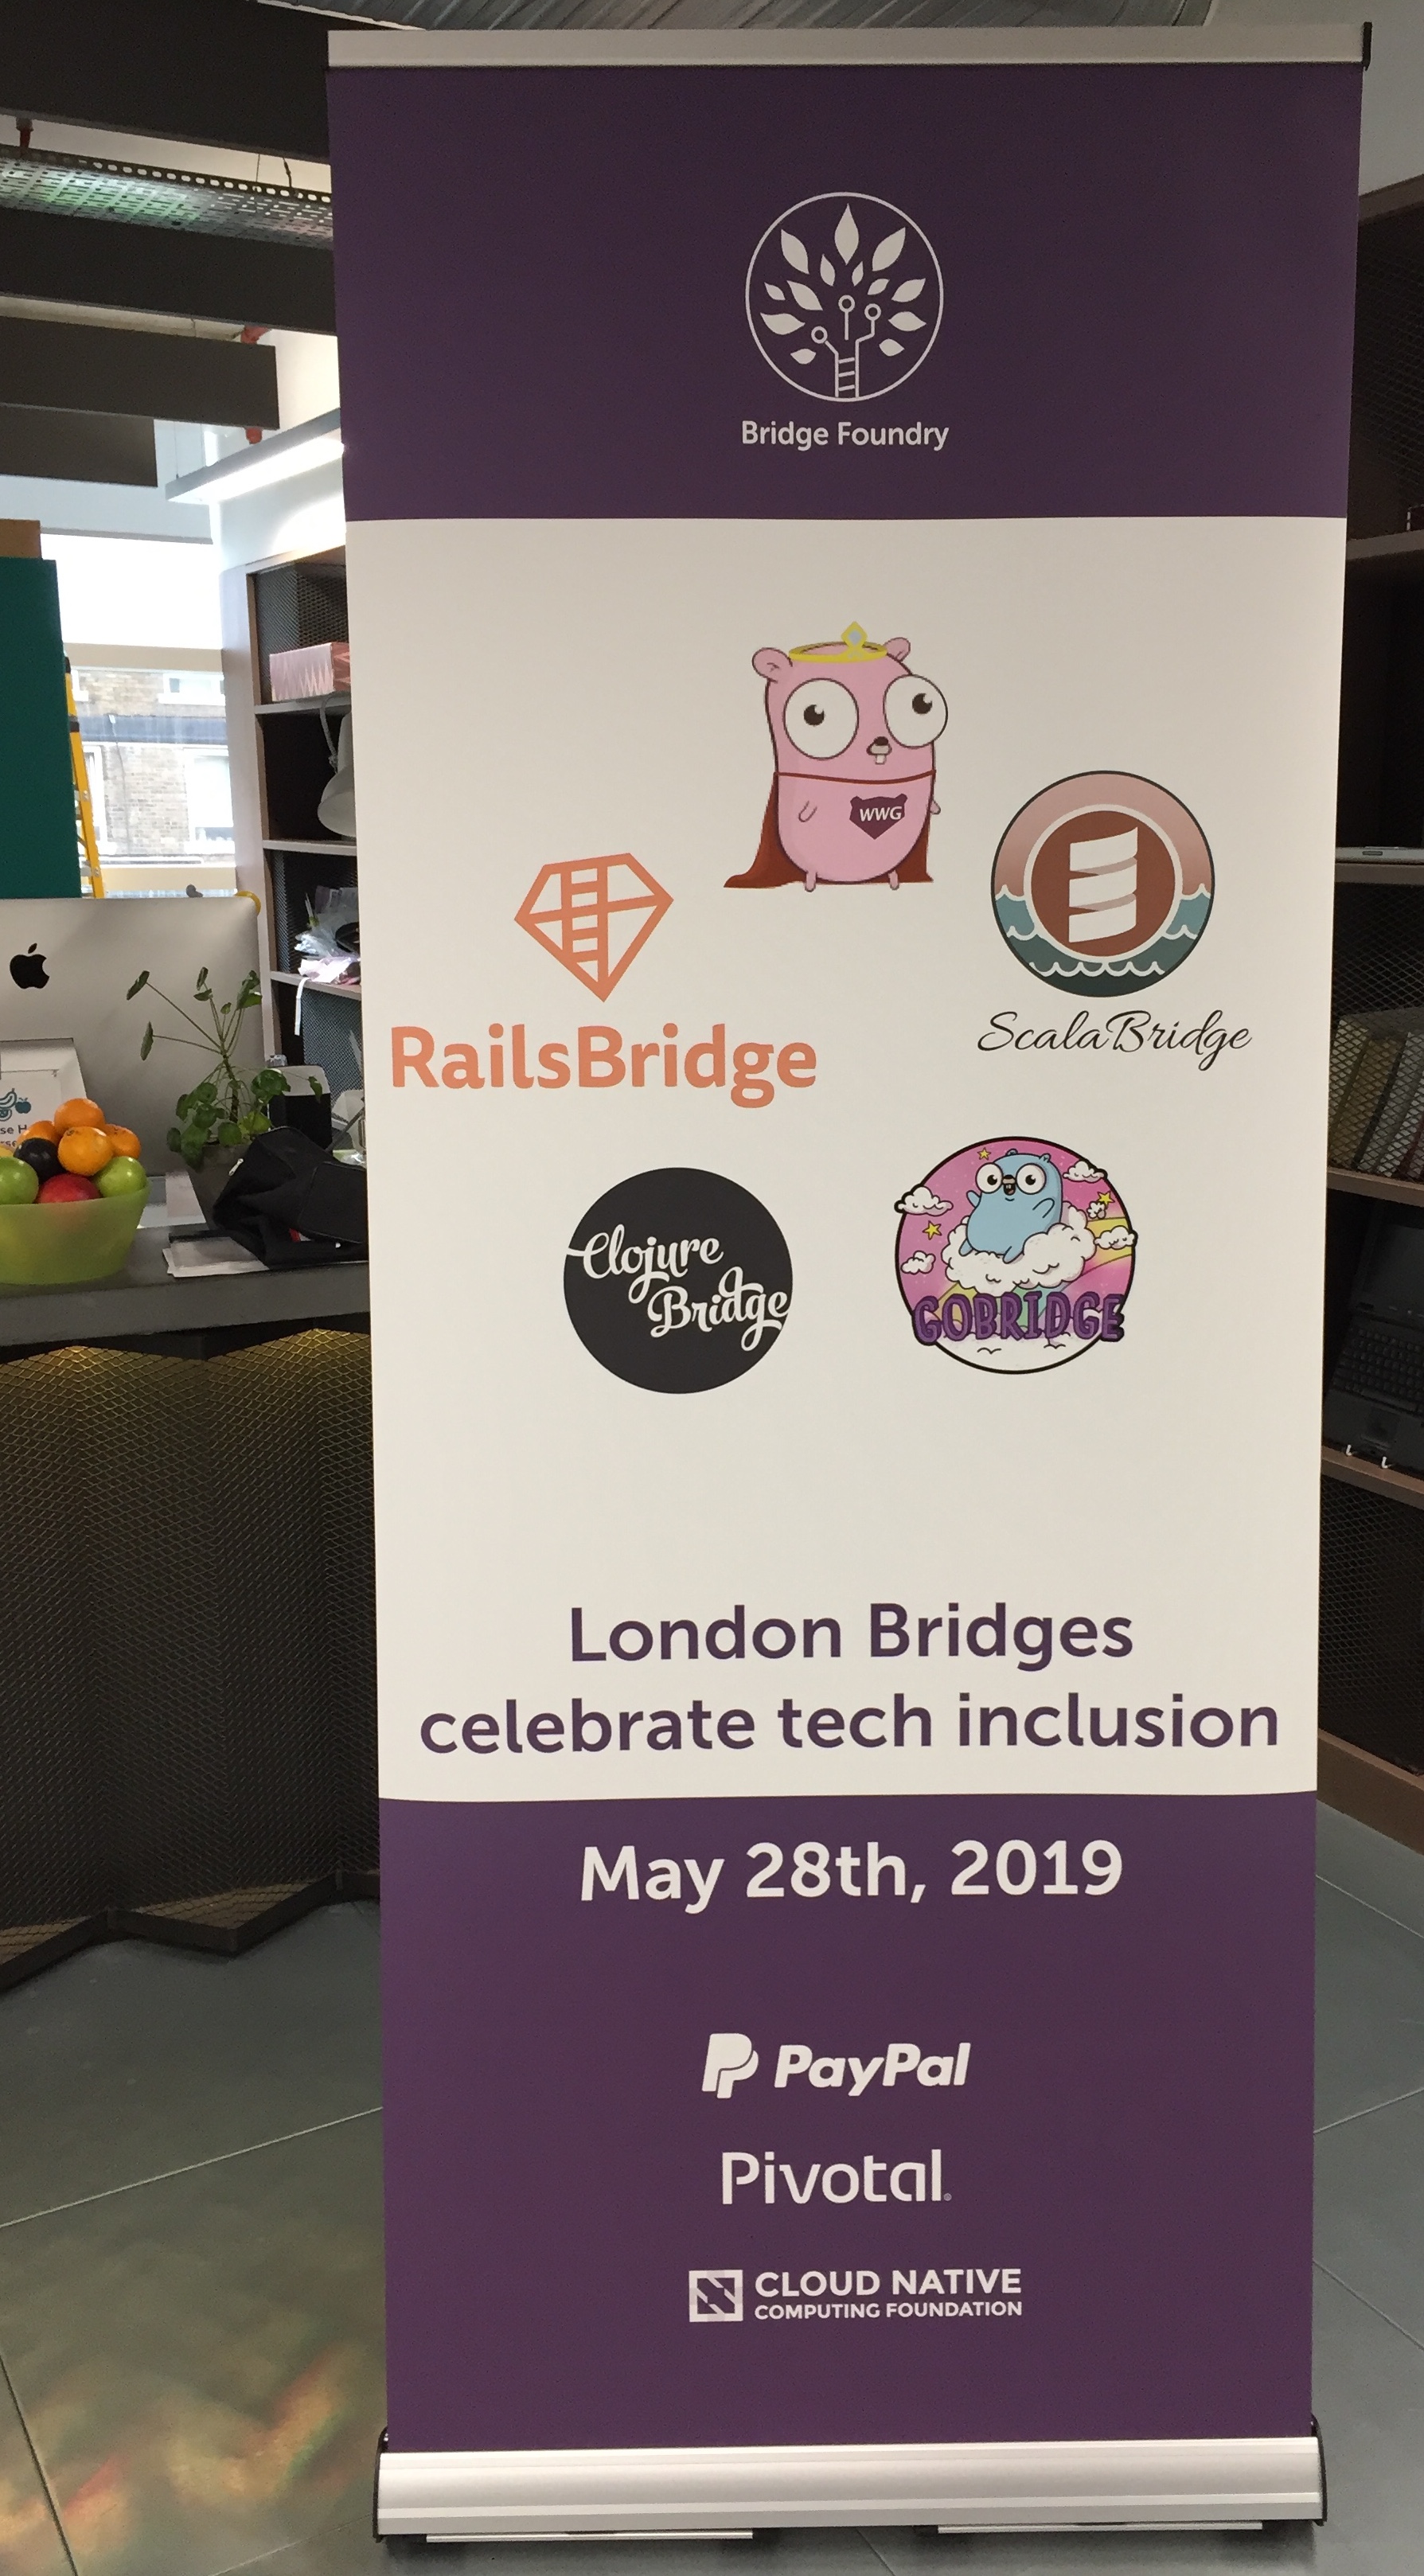 Bridge Foundry
WWG
RailsBridge
ScalaBridge
Clojure
Bridge
GOBRIDGE
London Bridges
celebrate tech inclusion
May 28th, 2019
PayPal
Pivotal
CLOUD NATIVE
COMPUTING FOUNDATION